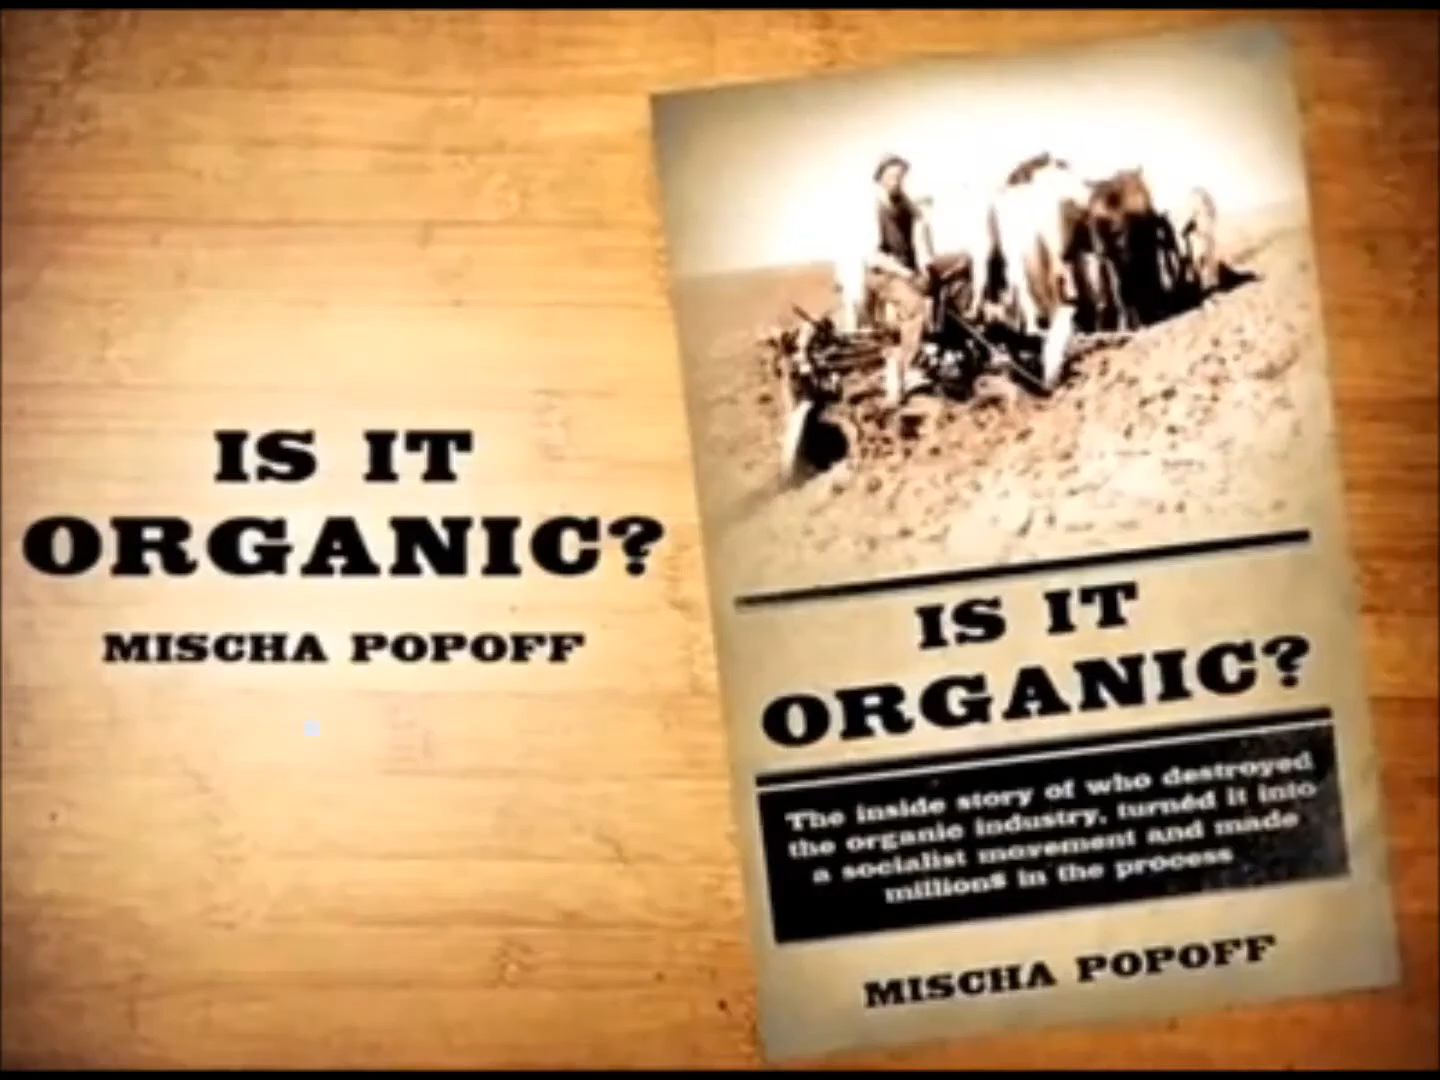 IS IT
ORGANIC?
MISCHA POPOFF
IS IT
ORGANIC?
The inside story of who destroyed
the organic industry, turned it into
a socialist movement and made
million$ in the process
MISCHA POPOFF